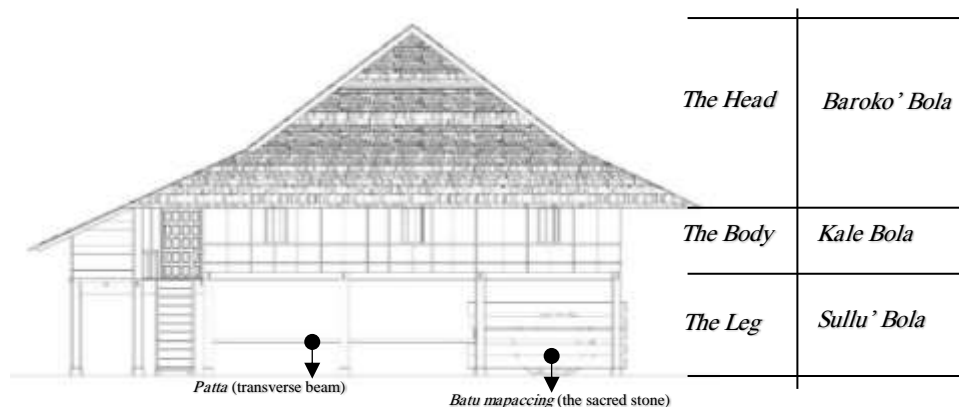 The Head Baroko’ Bola
The Body Kale Bola
The Leg Sullu’ Bola
Patta (transverse beam)
Batu mapaccing (the sacred stone)